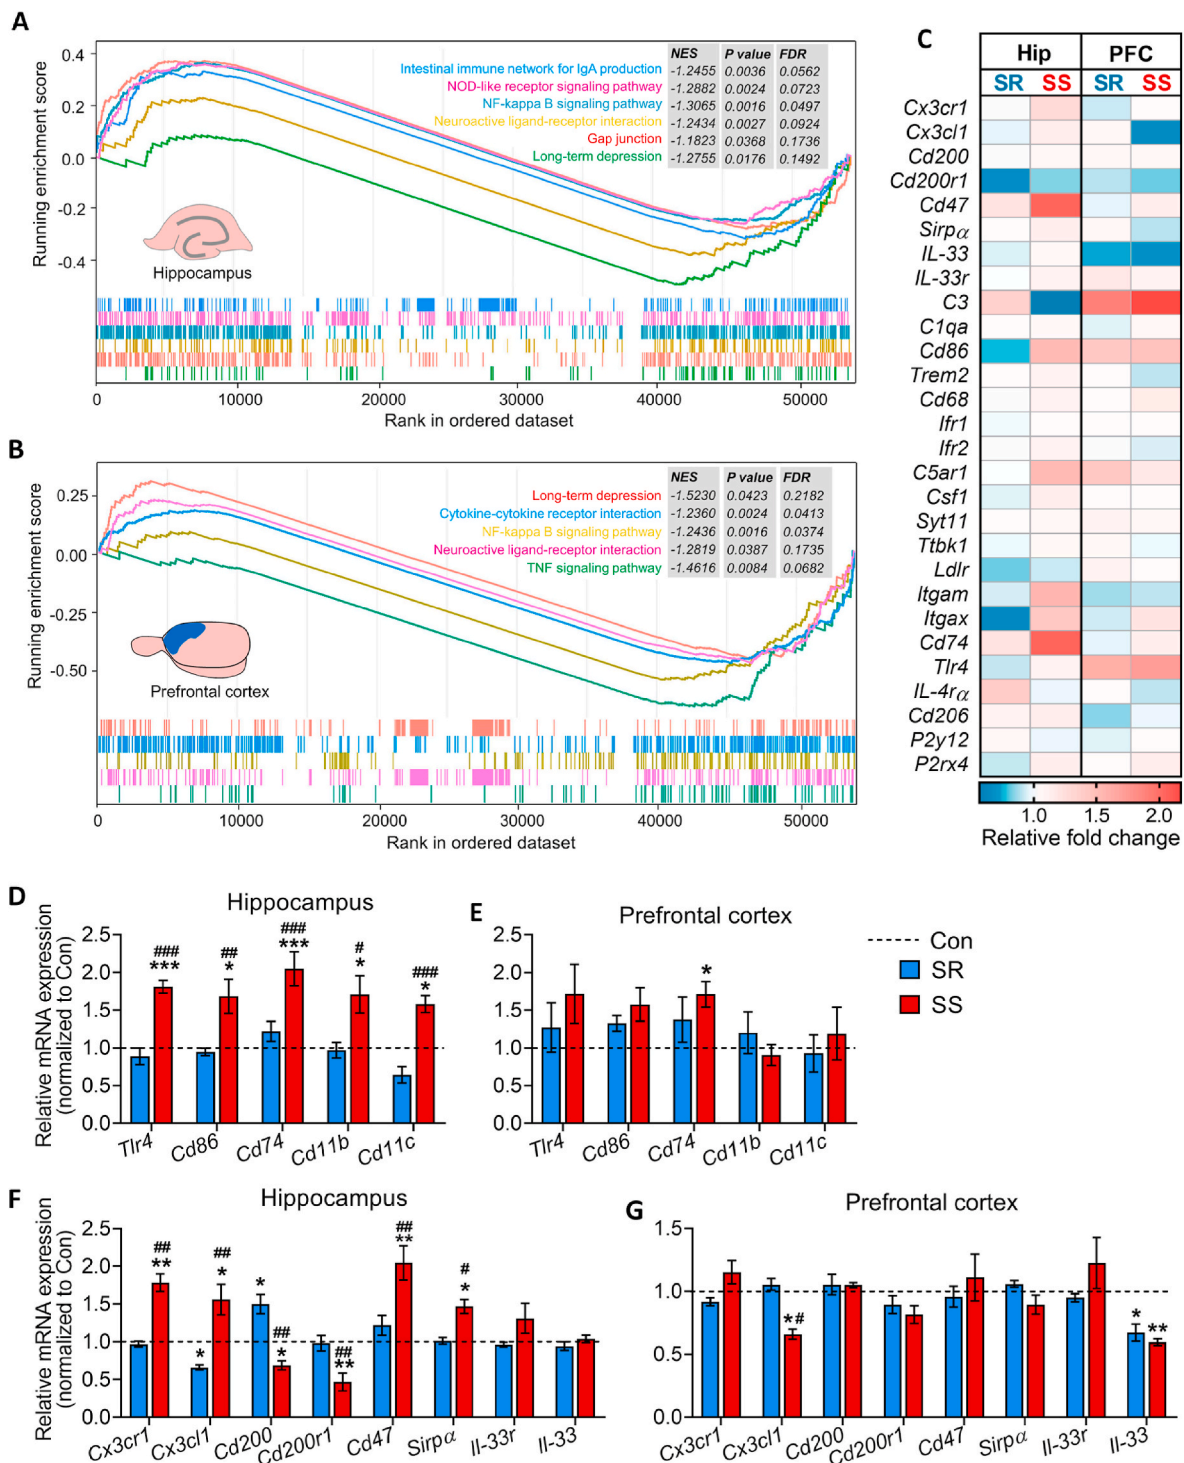 A
Running enrichment score
0.4
0.2
0.0
-0.2
-0.4
NES P value FDR
Intestinal immune network for IgA production -1.2455 0.0036 0.0562
NOD-like receptor signaling pathway -1.2882 0.0024 0.0723
NF-kappa B signaling pathway -1.3065 0.0016 0.0497
Neuroactive ligand-receptor interaction -1.2434 0.0027 0.0924
Gap junction -1.1823 0.0368 0.1736
Long-term depression -1.2755 0.0176 0.1492
Hippocampus
0 10000 20000 30000 40000 50000
Rank in ordered dataset
B
Running enrichment score
0.25
0.00
-0.25
-0.50
NES P value FDR
Long-term depression -1.5230 0.0423 0.2182
Cytokine-cytokine receptor interaction -1.2360 0.0024 0.0413
NF-kappa B signaling pathway -1.2436 0.0016 0.0374
Neuroactive ligand-receptor interaction -1.2819 0.0387 0.1735
TNF signaling pathway -1.4616 0.0084 0.0682
Prefrontal cortex
0 10000 20000 30000 40000 50000
Rank in ordered dataset
C
Hip PFC
SR SS SR SS
Cx3cr1
Cx3cl1
Cd200
Cd200r1
Cd47
Sirpα
IL-33
IL-33r
C3
C1qa
Cd86
Trem2
Cd68
Ifr1
Ifr2
C5ar1
Csf1
Syt11
Ttbk1
Ldlr
Itgam
Itgax
Cd74
Tlr4
IL-4rα
Cd206
P2y12
P2rx4
1.0 1.5 2.0
Relative fold change
D
Hippocampus
Relative mRNA expression
(normalized to Con)
2.5
2.0
1.5
1.0
0.5
0.0
### ## ### # ###
*** * *** * *
Tlr4 Cd86 Cd74 Cd11b Cd11c
E
Prefrontal cortex
2.5
2.0
1.5
1.0
0.5
0.0
*
Tlr4 Cd86 Cd74 Cd11b Cd11c
Con
SR
SS
F
Hippocampus
Relative mRNA expression
(normalized to Con)
2.5
2.0
1.5
1.0
0.5
0.0
## ## ## ## ## #
** * * * * ** ** *
Cx3cr1 Cx3cl1 Cd200 Cd200r1 Cd47 Sirpα Il-33r Il-33
G
Prefrontal cortex
1.5
1.0
0.5
0.0
*# * **
Cx3cr1 Cx3cl1 Cd200 Cd200r1 Cd47 Sirpα Il-33r Il-33